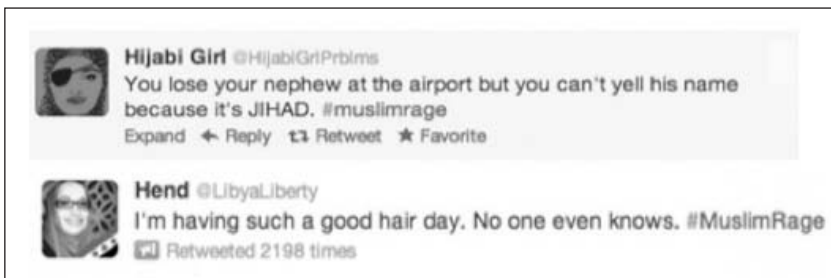 Hijabi Girl @HijabiGrlPrblms
You lose your nephew at the airport but you can't yell his name
because it's JIHAD. #muslimrage
Expand Reply Retweet Favorite
Hend @LibyaLiberty
I'm having such a good hair day. No one even knows. #MuslimRage
Retweeted 2198 times